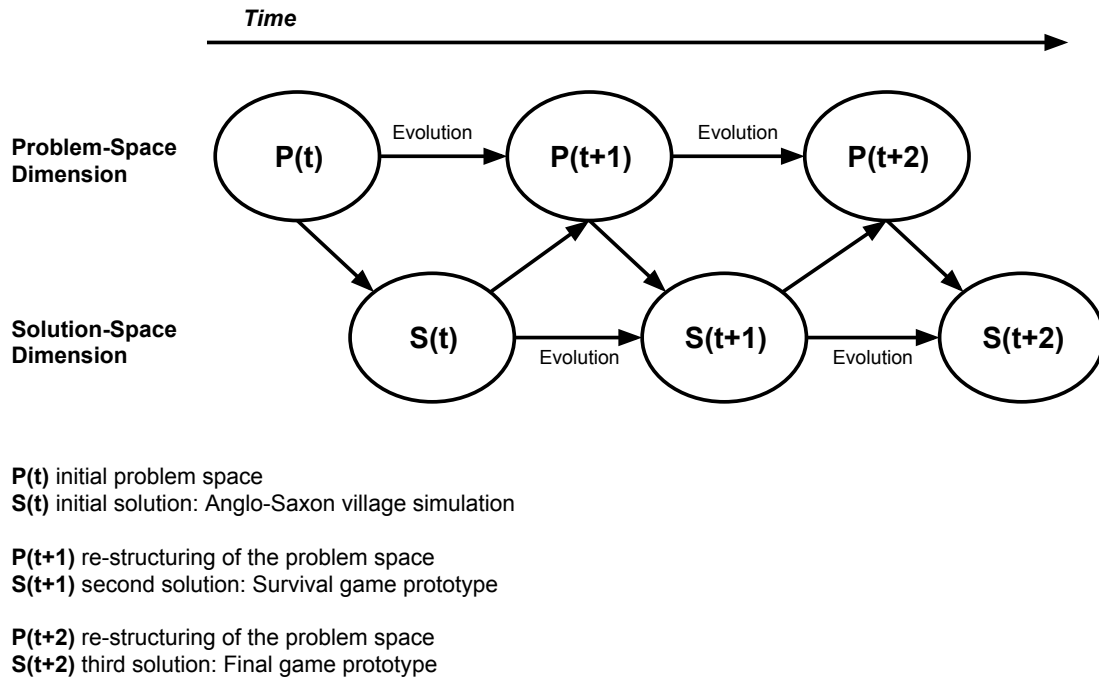 Time
Evolution
Evolution
Problem-Space
Dimension
P(t)
P(t+1)
P(t+2)
Solution-Space
Dimension
S(t)
S(t+1)
S(t+2)
Evolution
Evolution
P(t) initial problem space
S(t) initial solution: Anglo-Saxon village simulation
P(t+1) re-structuring of the problem space
S(t+1) second solution: Survival game prototype
P(t+2) re-structuring of the problem space
S(t+2) third solution: Final game prototype